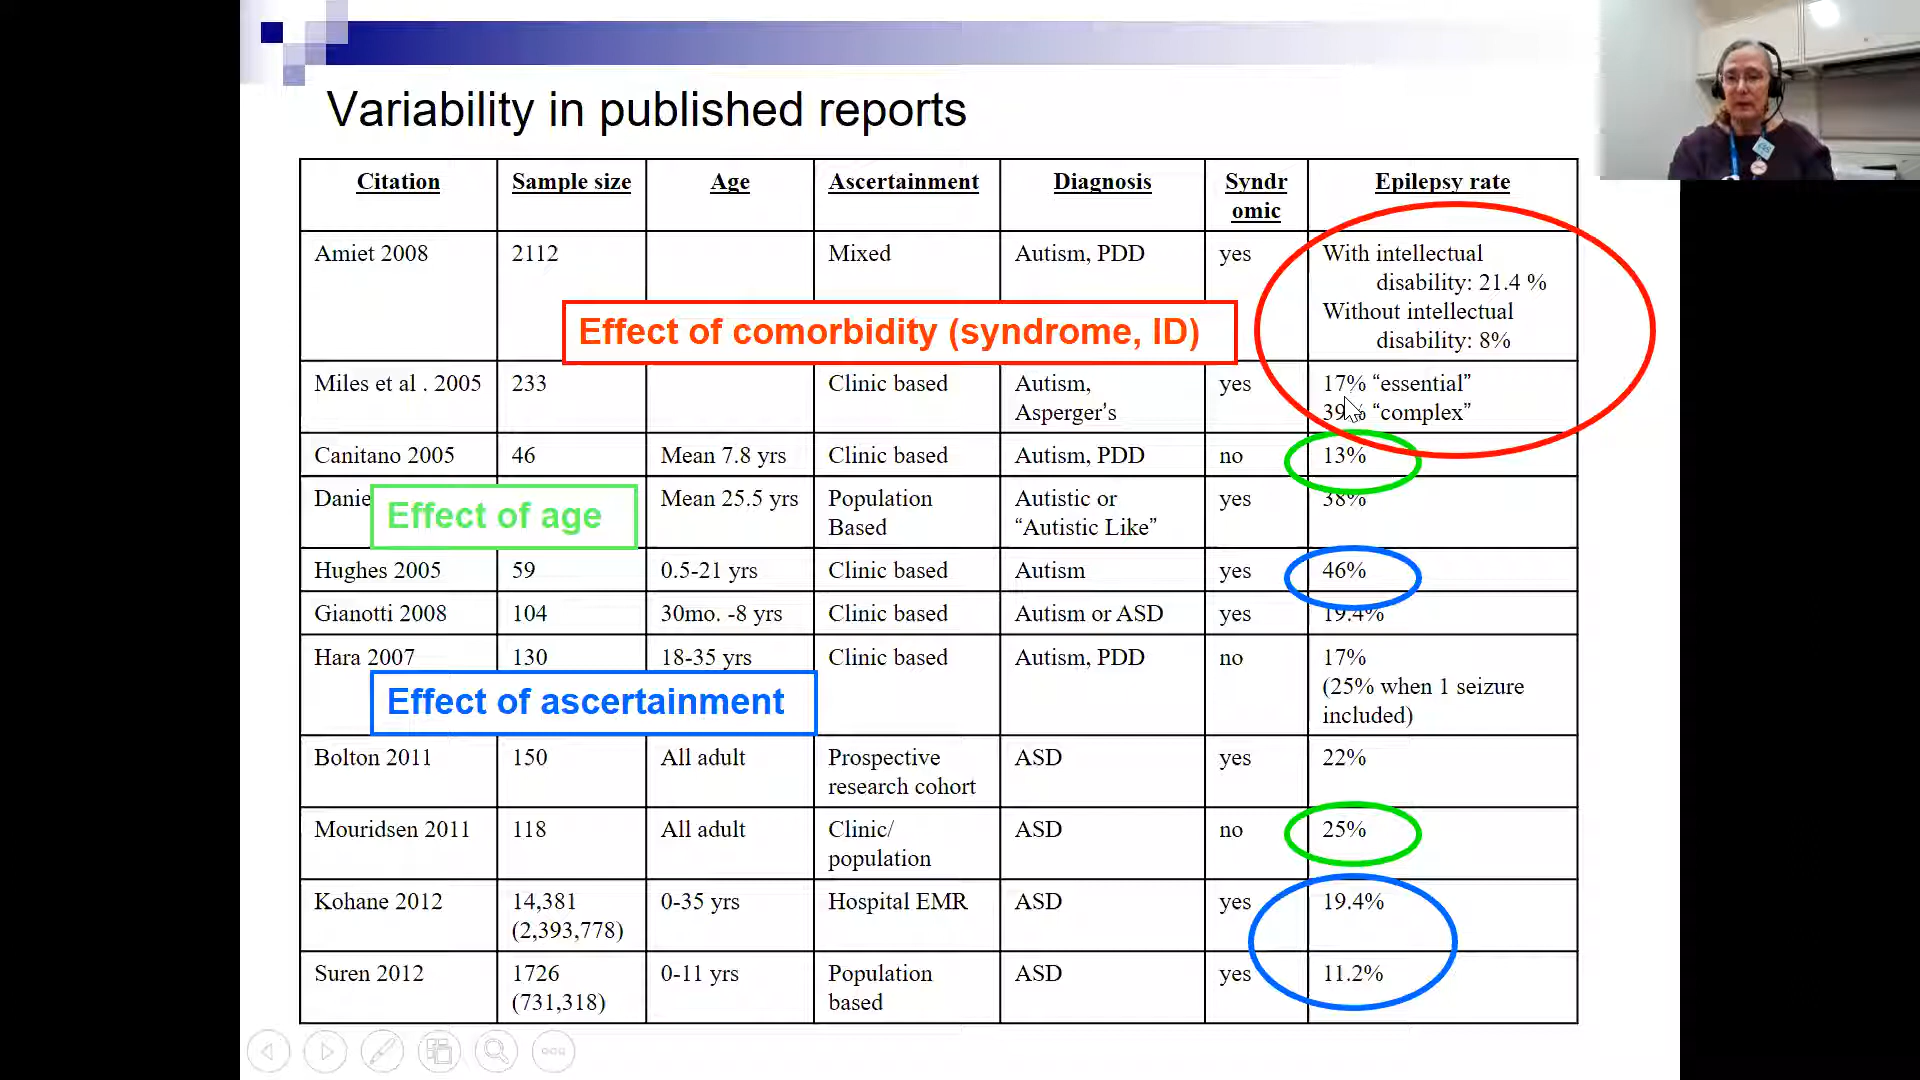 Variability in published reports
Citation Sample size Age Ascertainment Diagnosis Syndr Epilepsy rate
omic
Amiet 2008 2112 Mixed Autism, PDD yes With intellectual
disability: 21.4 %
Without intellectual
Effect of comorbidity (syndrome, ID)
disability: 8%
Miles et al . 2005 233 Clinic based Autism, yes 17% “essential”
Asperger’s 39% “complex”
Canitano 2005 46 Mean 7.8 yrs Clinic based Autism, PDD no 13%
Mean 25.5 yrs Population Autistic or yes 38%
Effect of age
Based “Autistic Like”
Hughes 2005 59 0.5-21 yrs Clinic based Autism yes 46%
Gianotti 2008 104 30mo. -8 yrs Clinic based Autism or ASD yes 19.4%
Hara 2007 130 18-35 yrs Clinic based Autism, PDD no 17%
(25% when 1 seizure
Effect of ascertainment
included)
Bolton 2011 150 All adult Prospective ASD yes 22%
research cohort
Mouridsen 2011 118 All adult Clinic/ ASD no 25%
population
Kohane 2012 14,381 0-35 yrs Hospital EMR ASD yes 19.4%
(2,393,778)
Suren 2012 1726 0-11 yrs Population ASD yes 11.2%
(731,318) based